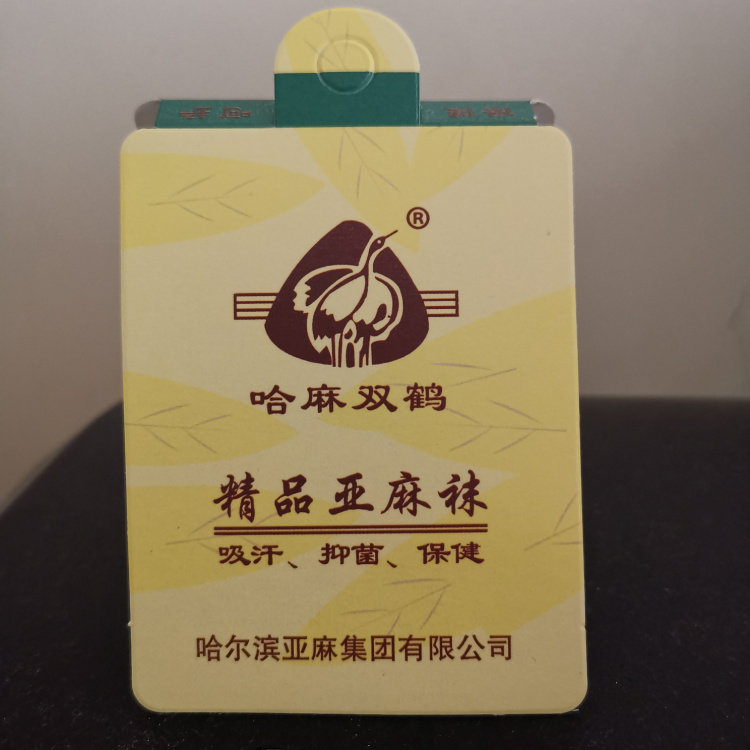 ®
哈麻双鹤
精品亚麻袜
吸汗、抑菌、保健
哈尔滨亚麻集团有限公司